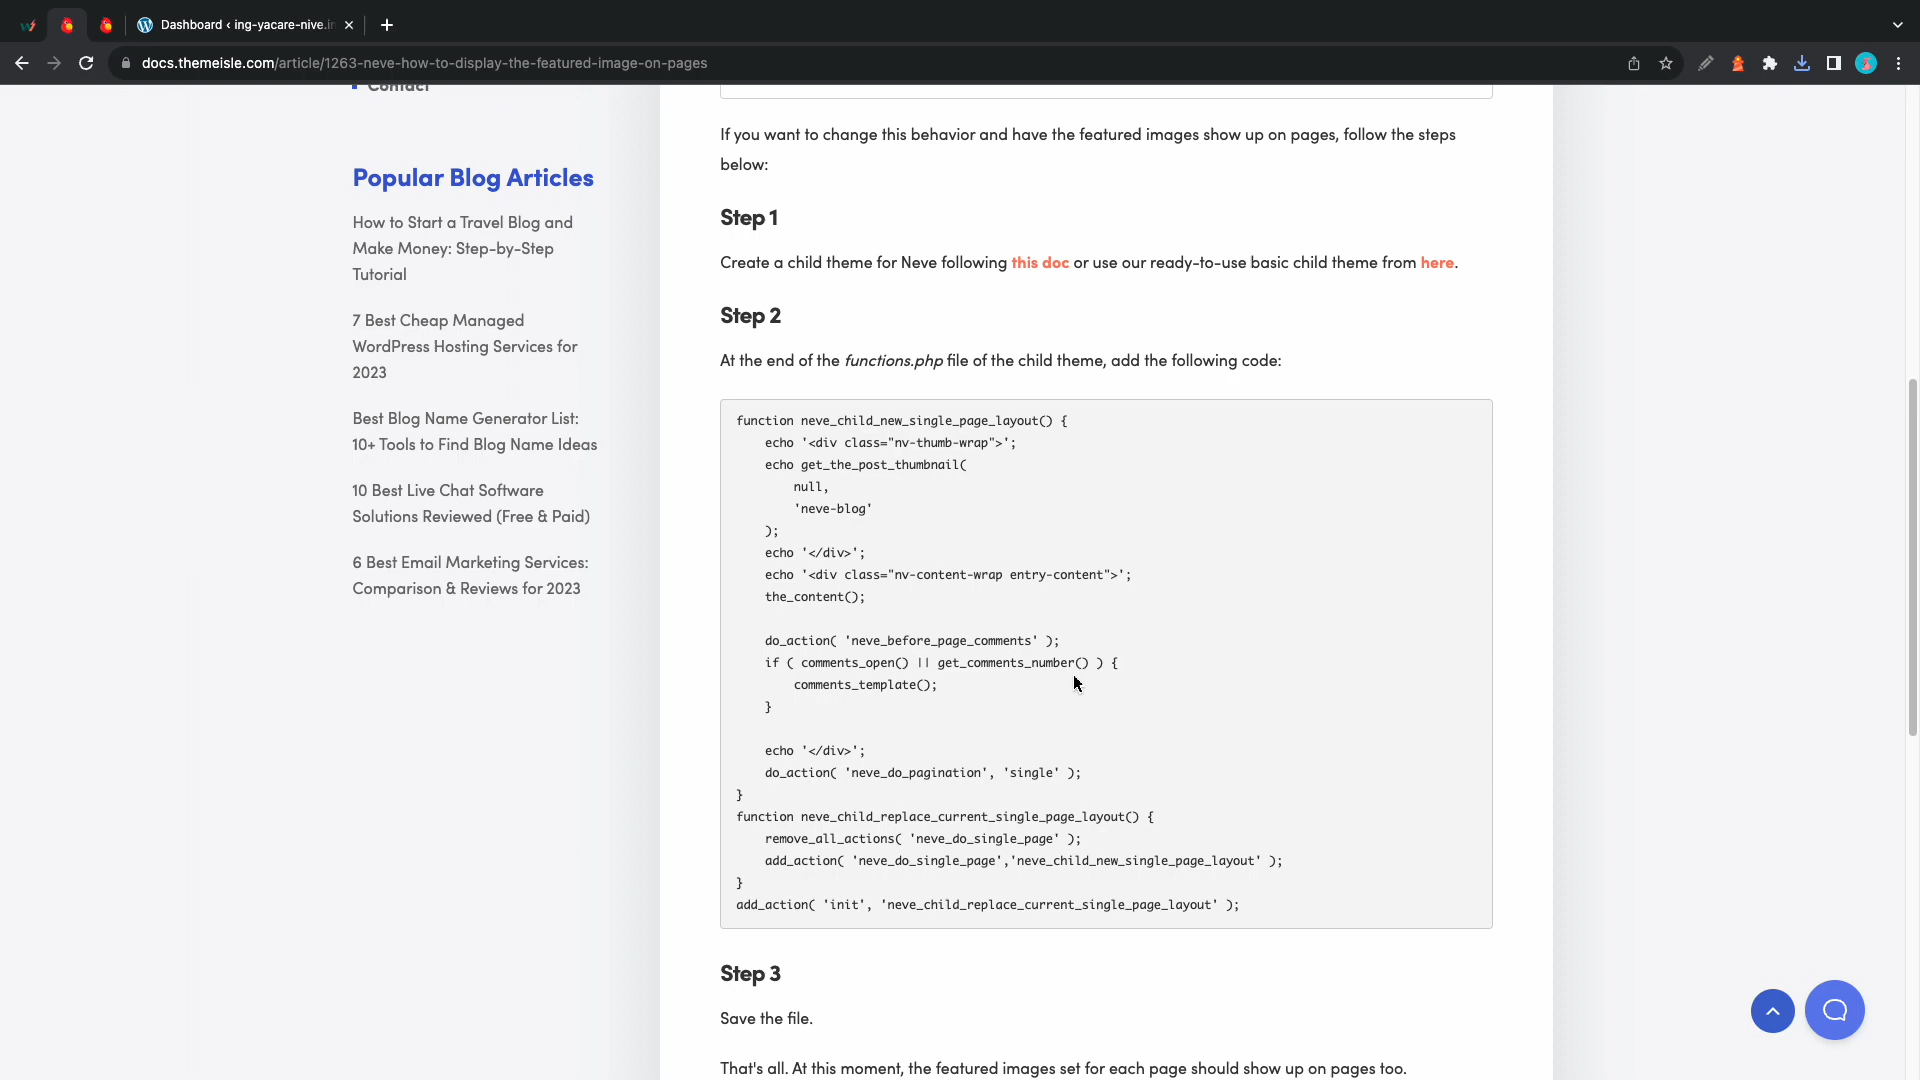 Dashboard ‹ ing-yacare-nive.in
docs.themeisle.com/article/1263-neve-how-to-display-the-featured-image-on-pages
Contact
Popular Blog Articles
How to Start a Travel Blog and
Make Money: Step-by-Step
Tutorial
7 Best Cheap Managed
WordPress Hosting Services for
2023
Best Blog Name Generator List:
10+ Tools to Find Blog Name Ideas
10 Best Live Chat Software
Solutions Reviewed (Free & Paid)
6 Best Email Marketing Services:
Comparison & Reviews for 2023
If you want to change this behavior and have the featured images show up on pages, follow the steps
below:
Step 1
Create a child theme for Neve following this doc or use our ready-to-use basic child theme from here.
Step 2
At the end of the functions.php file of the child theme, add the following code:
function neve_child_new_single_page_layout() {
    echo '<div class="nv-thumb-wrap">';
    echo get_the_post_thumbnail(
        null,
        'neve-blog'
    );
    echo '</div>';
    echo '<div class="nv-content-wrap entry-content">';
    the_content();
    do_action( 'neve_before_page_comments' );
    if ( comments_open() || get_comments_number() ) {
        comments_template();
    }
    echo '</div>';
    do_action( 'neve_do_pagination', 'single' );
}
function neve_child_replace_current_single_page_layout() {
    remove_all_actions( 'neve_do_single_page' );
    add_action( 'neve_do_single_page','neve_child_new_single_page_layout' );
}
add_action( 'init', 'neve_child_replace_current_single_page_layout' );
Step 3
Save the file.
That's all. At this moment, the featured images set for each page should show up on pages too.